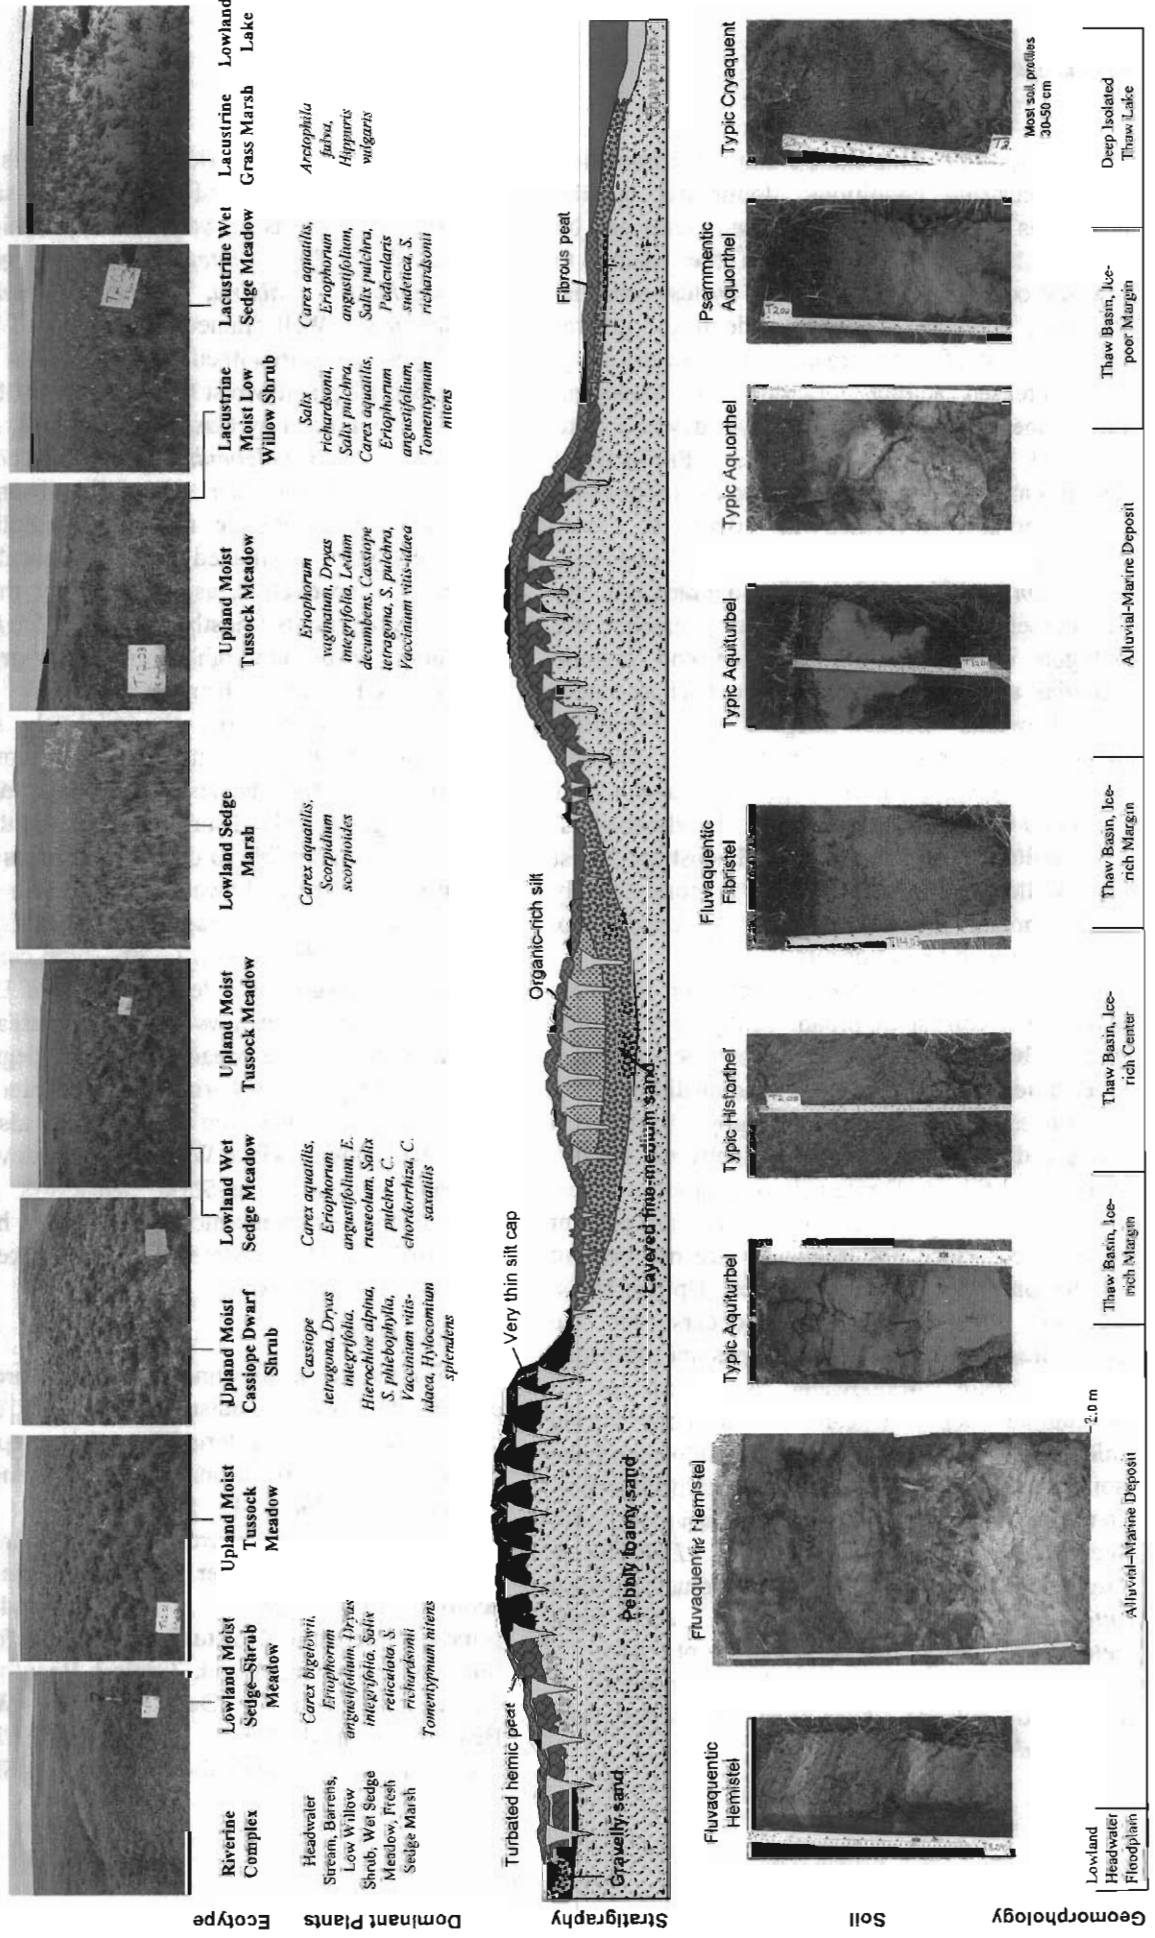 Ecotype
Riverine
Complex
Lowland Moist
Sedge–Shrub
Meadow
Upland Moist
Tussock
Meadow
Upland Moist
Cassiope Dwarf
Shrub
Lowland Wet
Sedge Meadow
Upland Moist
Tussock Meadow
Lowland Sedge
Marsh
Upland Moist
Tussock Meadow
Lacustrine
Moist Low
Willow Shrub
Lacustrine Wet
Sedge Meadow
Lacustrine
Grass Marsh
Lowland
Lake
Dominant Plants
Headwater
Stream, Barrens,
Low Willow
Shrub, Wet Sedge
Meadow, Fresh
Sedge Marsh
Carex bigelowii,
Eriophorum
angustifolium, Dryas
integrifolia, Salix
reticulata, S.
richardsonii
Tomentypnum nitens
Cassiope
tetragona, Dryas
integrifolia,
Hierochloe alpina,
S. phlebophylla,
Vaccinium vitis-
idaea, Hylocomium
splendens
Carex aquatilis,
Eriophorum
angustifolium, E.
russeolum, Salix
pulchra, C.
chordorrhiza, C.
saxatilis
Carex aquatilis,
Scorpidium
scorpioides
Eriophorum
vaginatum, Dryas
integrifolia, Ledum
decumbens, Cassiope
tetragona, S. pulchra,
Vaccinium vitis-idaea
Salix
richardsonii,
Salix pulchra,
Carex aquatilis,
Eriophorum
angustifolium,
Tomentypnum
nitens
Carex aquatilis,
Eriophorum
angustifolium,
Salix pulchra,
Pedicularis
sudetica, S.
richardsonii
Arctophila
fulva,
Hippuris
vulgaris
Stratigraphy
Turbated hemic peat
Very thin silt cap
Organic-rich silt
Fibrous peat
Gravelly sand
Pebbly loamy sand
Layered fine-medium sand
Soil
Fluvaquentic
Hemistel
Fluvaquentic Hemistel
2.0 m
Typic Aquiturbel
Typic Historthel
Fluvaquentic
Fibristel
Typic Aquiturbel
Typic Aquorthel
Psammentic
Aquorthel
Typic Cryaquent
Most soil profiles
30-50 cm
Geomorphology
Lowland
Headwater
Floodplain
Alluvial–Marine Deposit
Thaw Basin, Ice-
rich Margin
Thaw Basin, Ice-
rich Center
Thaw Basin, Ice-
rich Margin
Alluvial–Marine Deposit
Thaw Basin, Ice-
poor Margin
Deep Isolated
Thaw Lake